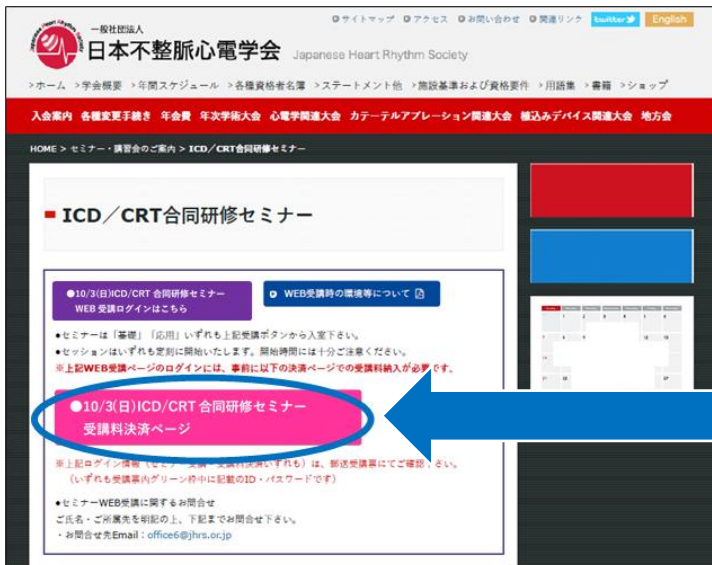 サイトマップ アクセス お問い合わせ 関連リンク twitter English
一般社団法人
日本不整脈心電学会 Japanese Heart Rhythm Society
>ホーム >学会概要 >年間スケジュール >各種資格者名簿 >ステートメント他 >施設基準および資格要件 >用語集 >書籍 >ショップ
入会案内 各種変更手続き 年会費 年次学術大会 心電学関連大会 カテーテルアブレーション関連大会 植込みデバイス関連大会 地方会
HOME > セミナー・講習会のご案内 > ICD/CRT合同研修セミナー
ICD/CRT合同研修セミナー
●10/3(日)ICD/CRT 合同研修セミナー
WEB 受講ログインはこちら
WEB受講時の環境等について
●セミナーは「基礎」「応用」いずれも上記受講ボタンから入室下さい。
●セッションはいずれも定刻に開始いたします。開始時間には十分ご注意ください。
※上記WEB受講ページのログインには、事前に以下の決済ページでの受講料納入が必要です。
●10/3(日)ICD/CRT 合同研修セミナー
受講料決済ページ
※上記ログイン情報(セミナー受講・受講料決済いずれも)は、郵送受講票にてご確認下さい。
(いずれも受講票内グリーン枠中に記載のID・パスワードです)
●セミナーWEB受講に関するお問合せ
ご氏名・ご所属先を明記の上、下記までお問合せ下さい。
・お問合せ先Email:office6@jhrs.or.jp